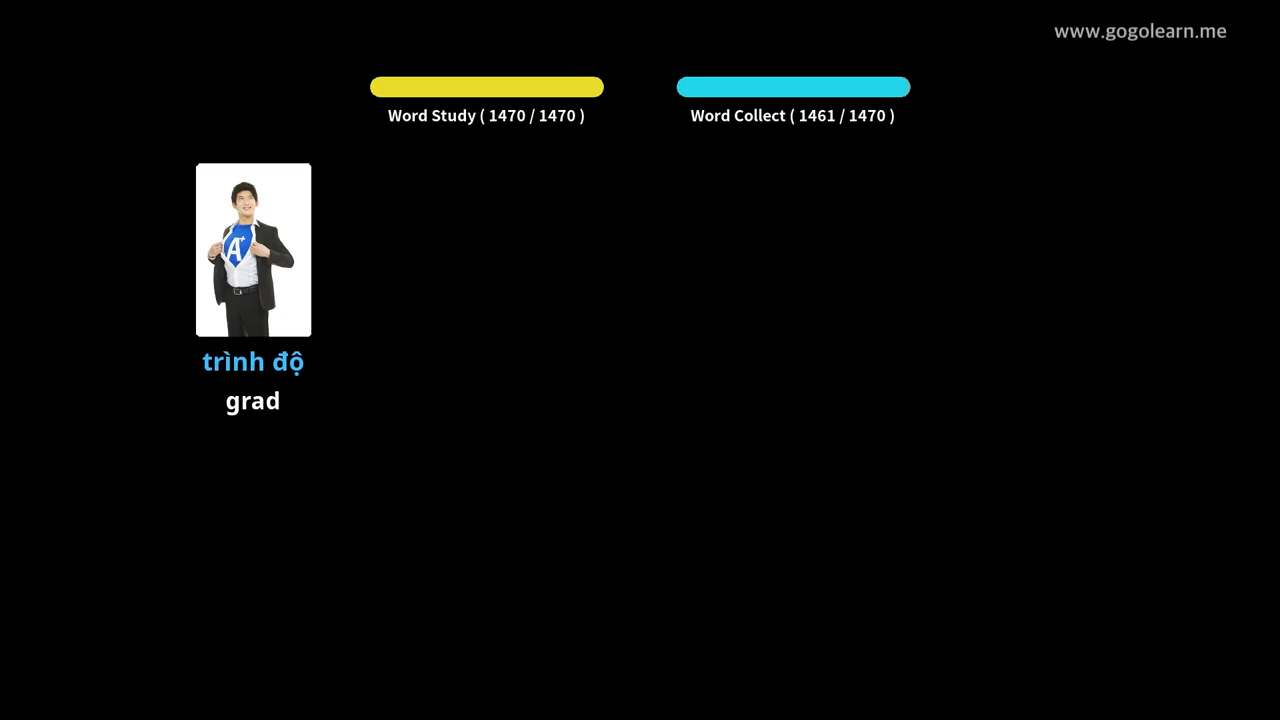 www.gogolearn.me
Word Study ( 1470 / 1470 )
Word Collect ( 1461 / 1470 )
A+
trình độ
grad